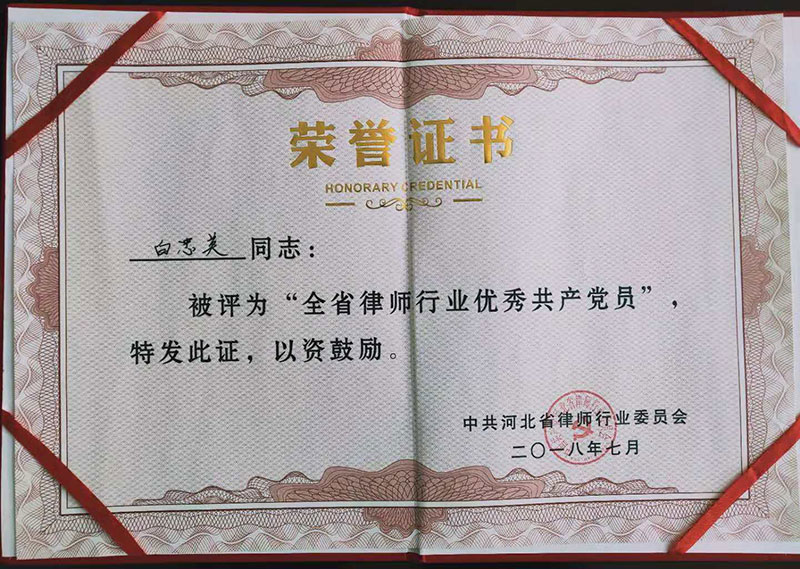 荣誉证书
HONORARY CREDENTIAL
白忠美 同志：
被评为“全省律师行业优秀共产党员”，
特发此证，以资鼓励。
中共河北省律师行业委员会
二〇一八年七月